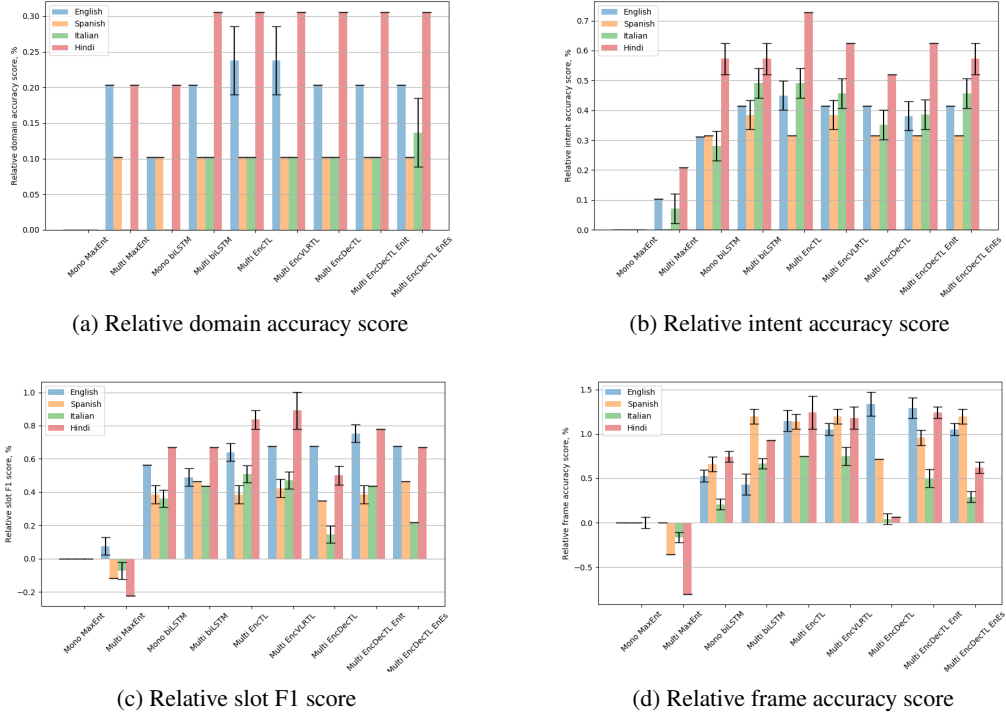 Relative domain accuracy score, %
0.30
0.25
0.20
0.15
0.10
0.05
0.00
English
Spanish
Italian
Hindi
Mono MaxEnt
Multi MaxEnt
Mono biLSTM
Multi biLSTM
Multi EncTL
Multi EncVLRTL
Multi EncDecTL
Multi EncDecTL EnIt
Multi EncDecTL EnEs
(a) Relative domain accuracy score
Relative intent accuracy score, %
0.7
0.6
0.5
0.4
0.3
0.2
0.1
0.0
English
Spanish
Italian
Hindi
Mono MaxEnt
Multi MaxEnt
Mono biLSTM
Multi biLSTM
Multi EncTL
Multi EncVLRTL
Multi EncDecTL
Multi EncDecTL EnIt
Multi EncDecTL EnEs
(b) Relative intent accuracy score
Relative slot F1 score, %
1.0
0.8
0.6
0.4
0.2
0.0
−0.2
English
Spanish
Italian
Hindi
Mono MaxEnt
Multi MaxEnt
Mono biLSTM
Multi biLSTM
Multi EncTL
Multi EncVLRTL
Multi EncDecTL
Multi EncDecTL EnIt
Multi EncDecTL EnEs
(c) Relative slot F1 score
Relative frame accuracy score, %
1.5
1.0
0.5
0.0
−0.5
English
Spanish
Italian
Hindi
Mono MaxEnt
Multi MaxEnt
Mono biLSTM
Multi biLSTM
Multi EncTL
Multi EncVLRTL
Multi EncDecTL
Multi EncDecTL EnIt
Multi EncDecTL EnEs
(d) Relative frame accuracy score